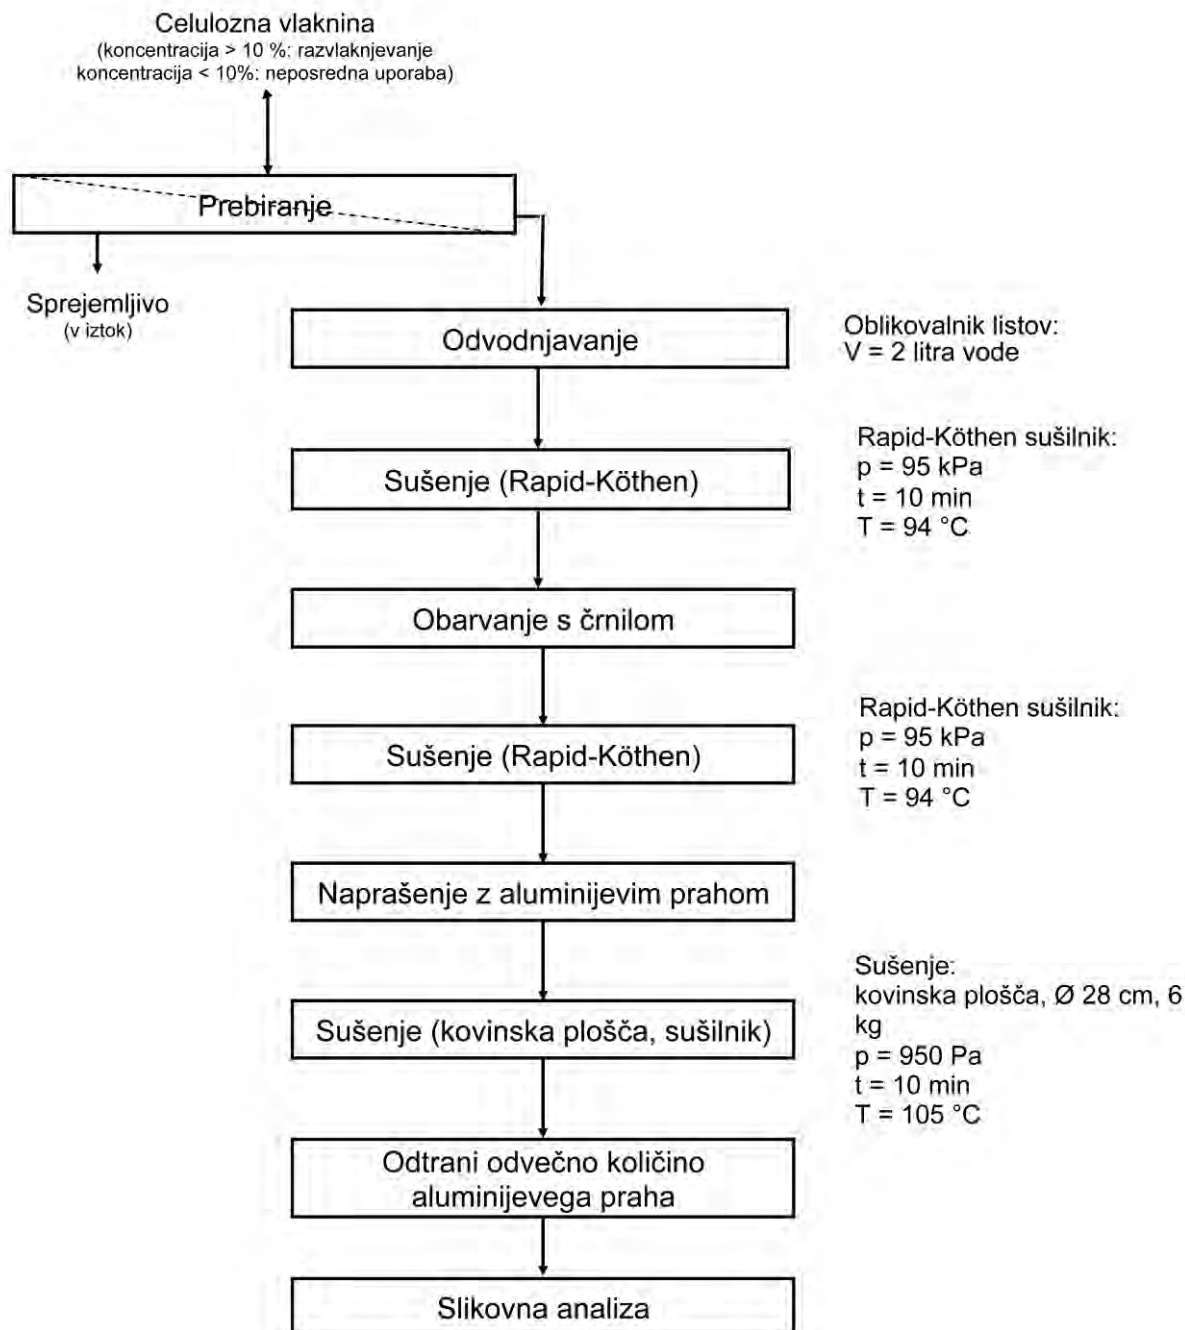 Celulozna vlaknina
(koncentracija > 10 %: razvlaknjevanje
koncentracija < 10%: neposredna uporaba)
Prebiranje
Sprejemljivo
(v iztok)
Odvodnjavanje
Oblikovalnik listov:
V = 2 litra vode
Sušenje (Rapid-Köthen)
Rapid-Köthen sušilnik:
p = 95 kPa
t = 10 min
T = 94 °C
Obarvanje s črnilom
Sušenje (Rapid-Köthen)
Rapid-Köthen sušilnik:
p = 95 kPa
t = 10 min
T = 94 °C
Naprašenje z aluminijevim prahom
Sušenje (kovinska plošča, sušilnik)
Sušenje:
kovinska plošča, Ø 28 cm, 6
kg
p = 950 Pa
t = 10 min
T = 105 °C
Odtrani odvečno količino
aluminijevega praha
Slikovna analiza